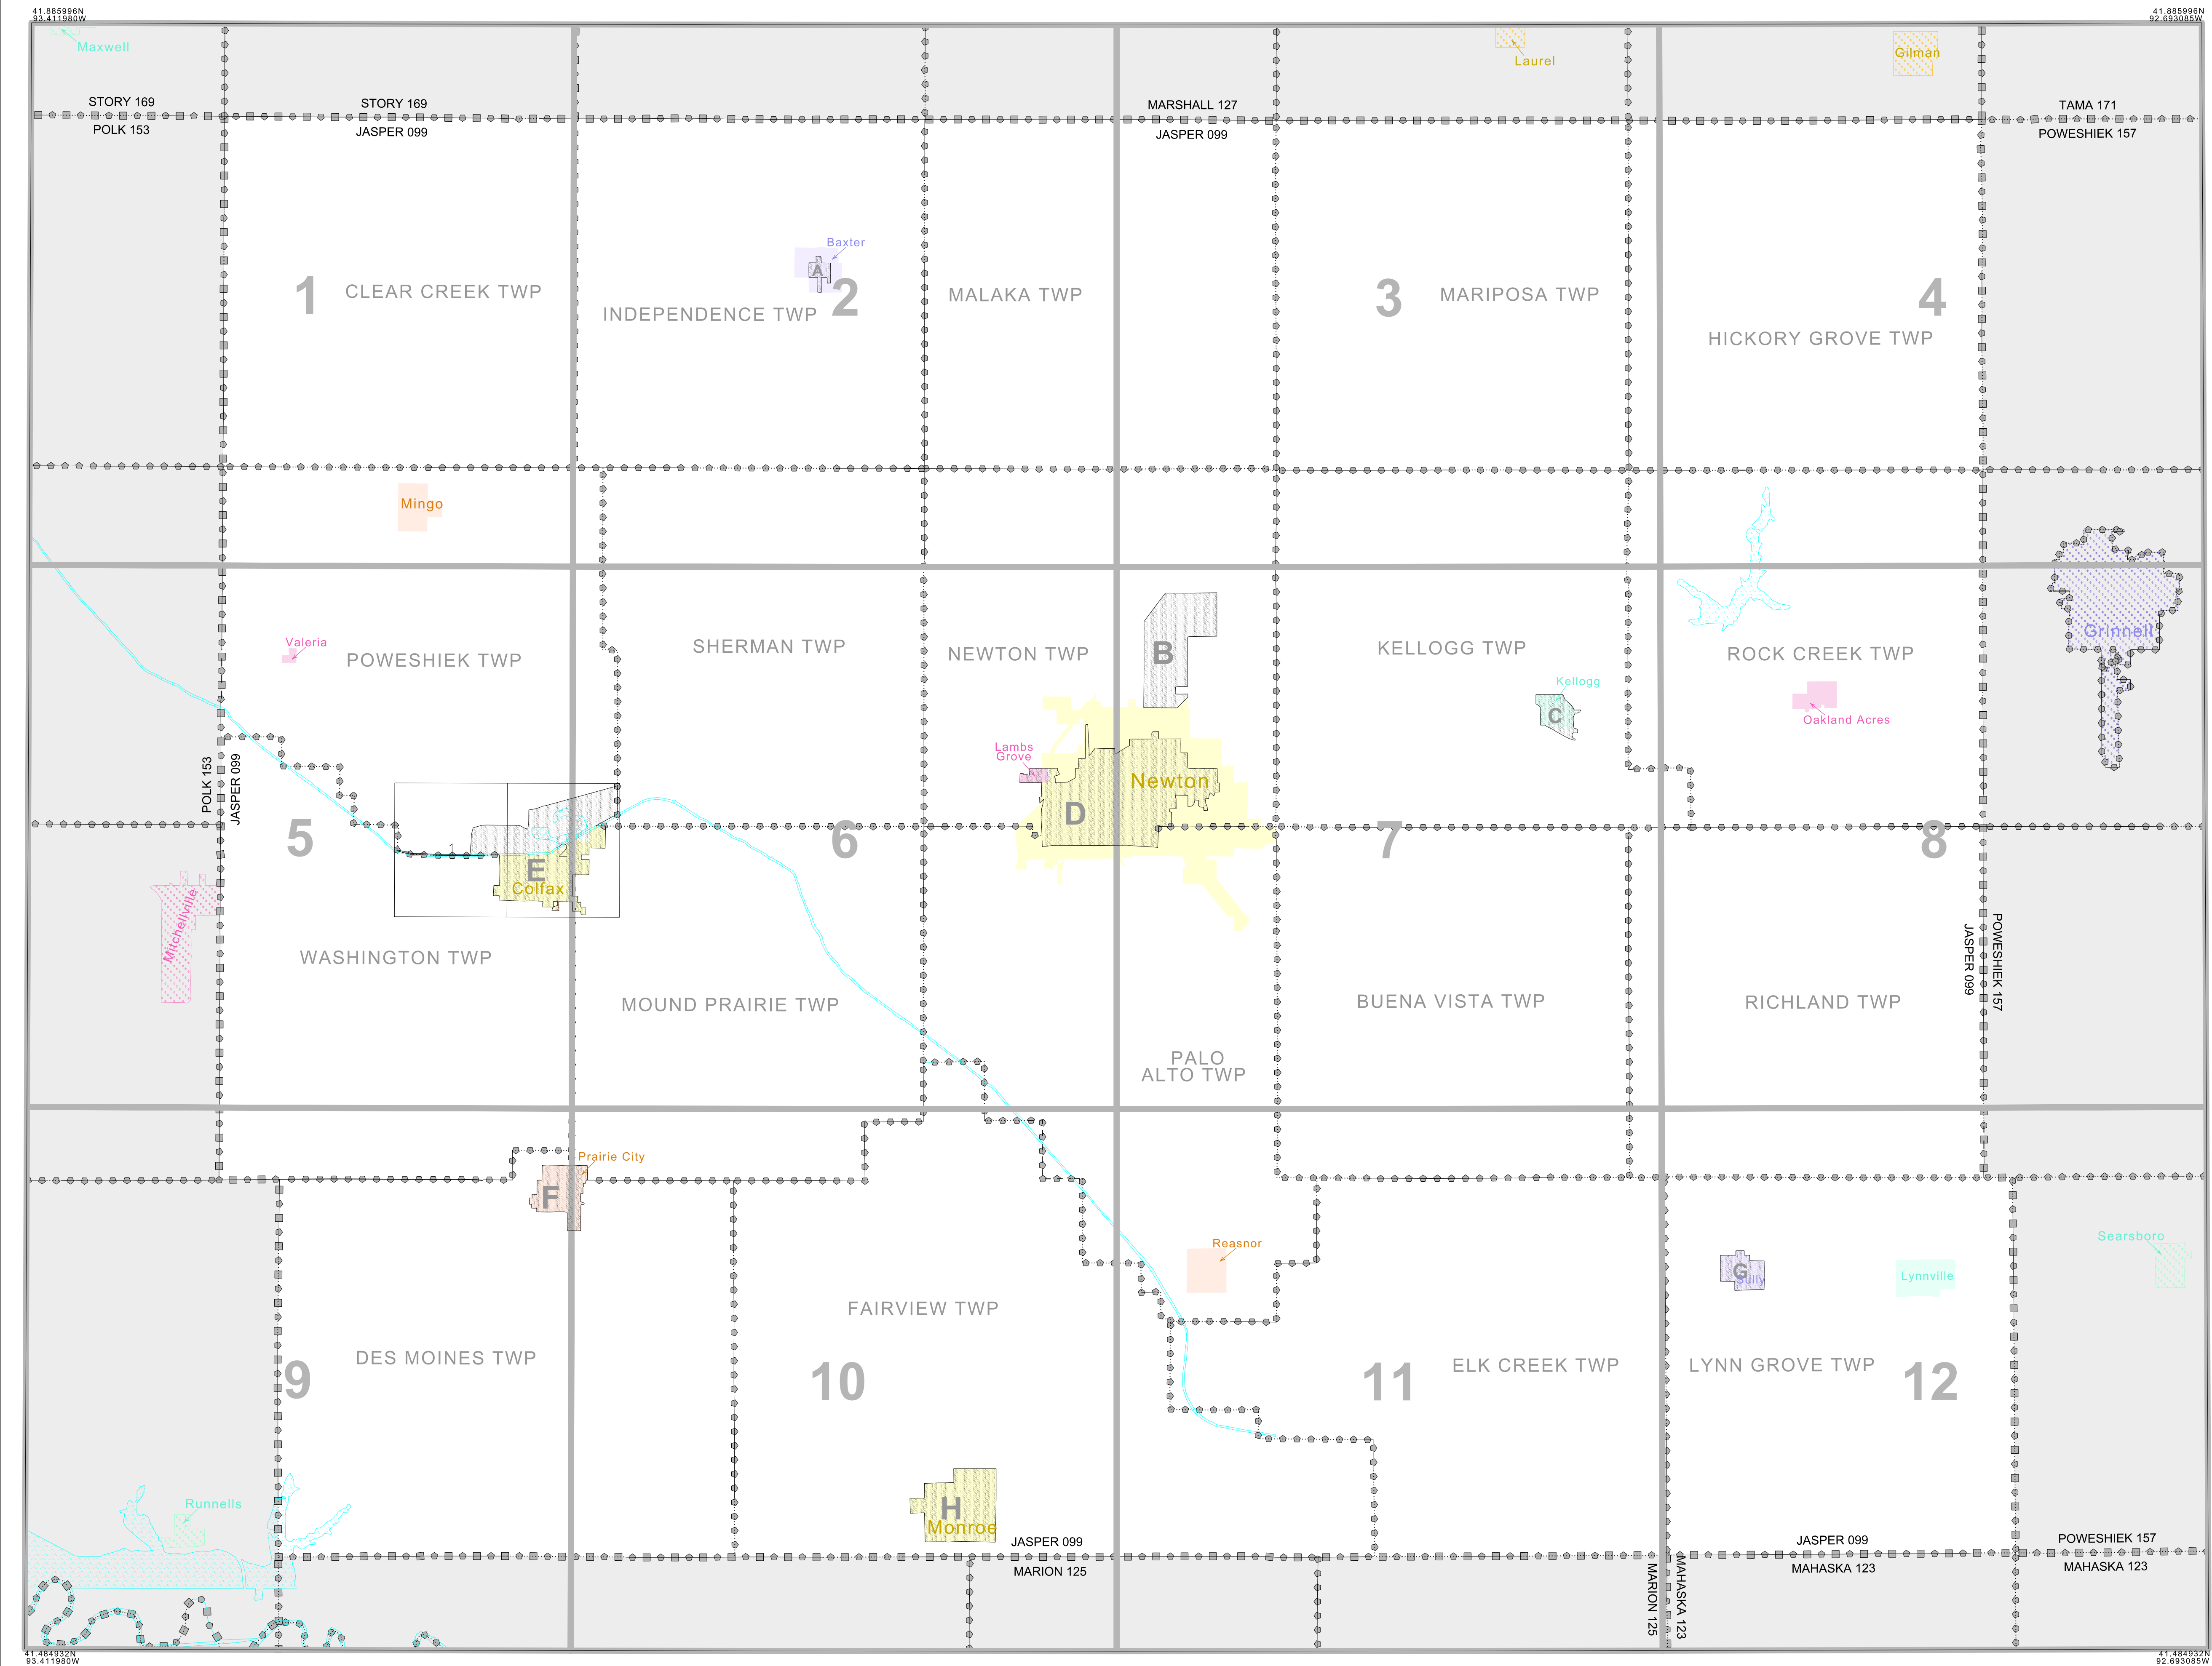 41.885996N
93.411980W
41.885996N
92.693085W
Maxwell
Laurel
Gilman
STORY 169
POLK 153
STORY 169
JASPER 099
MARSHALL 127
JASPER 099
TAMA 171
POWESHIEK 157
Baxter
A
1
CLEAR CREEK TWP
INDEPENDENCE TWP
2
MALAKA TWP
3
MARIPOSA TWP
4
HICKORY GROVE TWP
Mingo
Valeria
POWESHIEK TWP
SHERMAN TWP
NEWTON TWP
B
KELLOGG TWP
ROCK CREEK TWP
Grinnell
Kellogg
C
Oakland Acres
Lambs
Grove
Newton
D
POLK 153
JASPER 099
5
1
2
E
Colfax
6
7
8
Mitchellville
WASHINGTON TWP
MOUND PRAIRIE TWP
BUENA VISTA TWP
RICHLAND TWP
JASPER 099
POWESHIEK 157
PALO
ALTO TWP
Prairie City
F
Reasnor
G
Sully
Lynnville
Searsboro
FAIRVIEW TWP
9
DES MOINES TWP
10
11
ELK CREEK TWP
LYNN GROVE TWP
12
Runnells
H
Monroe
JASPER 099
MARION 125
MARION 125
MAHASKA 123
JASPER 099
MAHASKA 123
POWESHIEK 157
MAHASKA 123
41.484932N
93.411980W
41.484932N
92.693085W